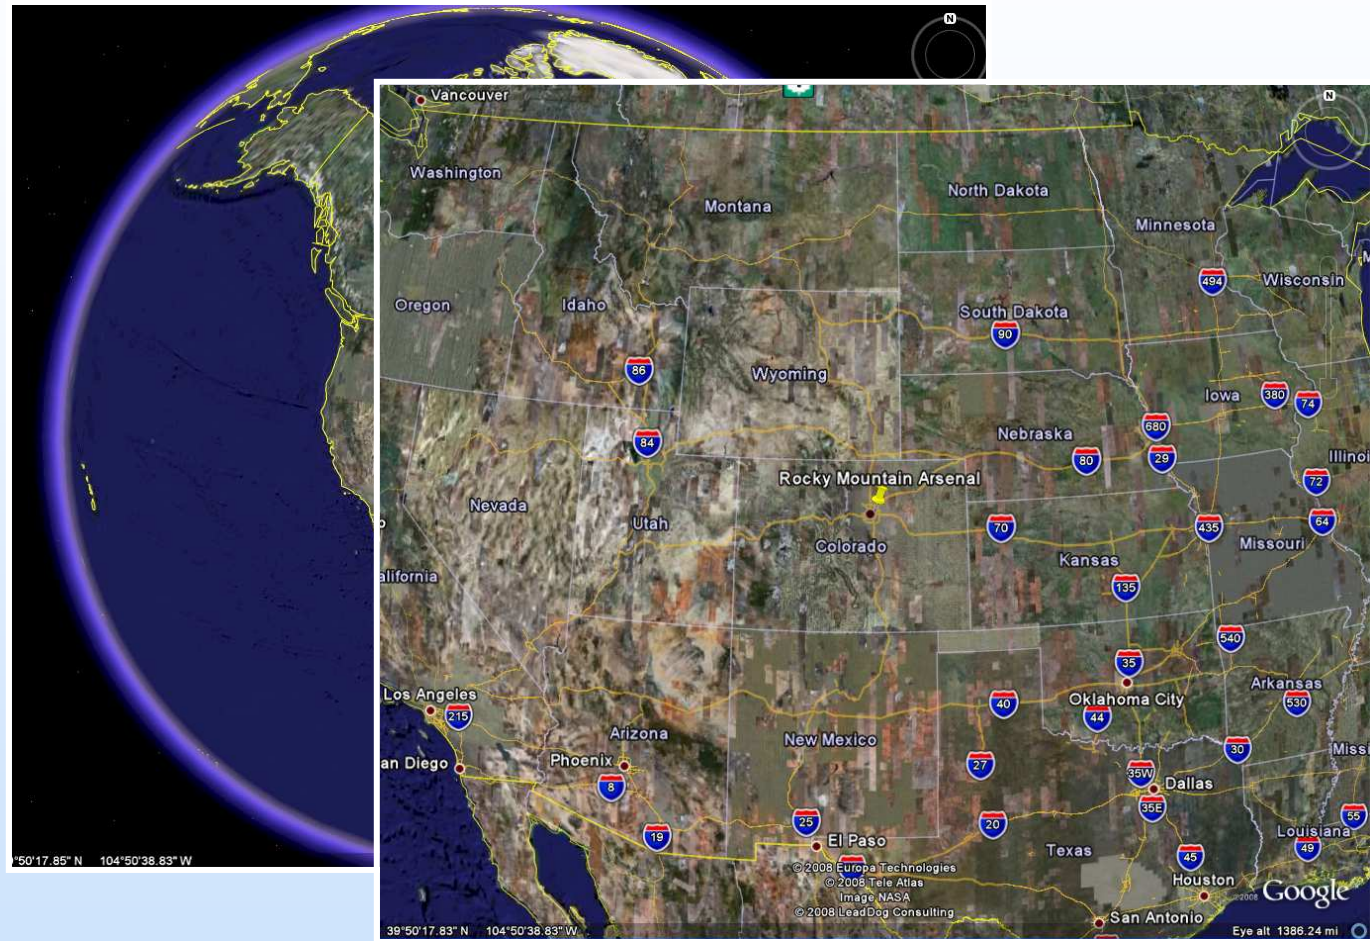 N
°50'17.85" N 104°50'38.83" W
N
Vancouver
Washington
North Dakota
Montana
Minnesota
494
Wisconsin
Oregon
Idaho
South Dakota
90
86
Wyoming
Iowa
380
74
680
84
Nebraska
80
29
Illinoi
Rocky Mountain Arsenal
72
Nevada
Utah
70
435
64
Colorado
Missouri
Kansas
alifornia
135
540
35
Los Angeles
Oklahoma City
Arkansas
215
40
44
530
Arizona
New Mexico
30
Missi
an Diego
Phoenix
27
35W
Dallas
8
35E
25
20
55
19
Louisiana
El Paso
Texas
45
49
© 2008 Europa Technologies
© 2008 Tele Atlas
Image NASA
© 2008 LeadDog Consulting
Houston
©2008 Google
San Antonio
39°50'17.83" N 104°50'38.83" W
Eye alt 1386.24 mi